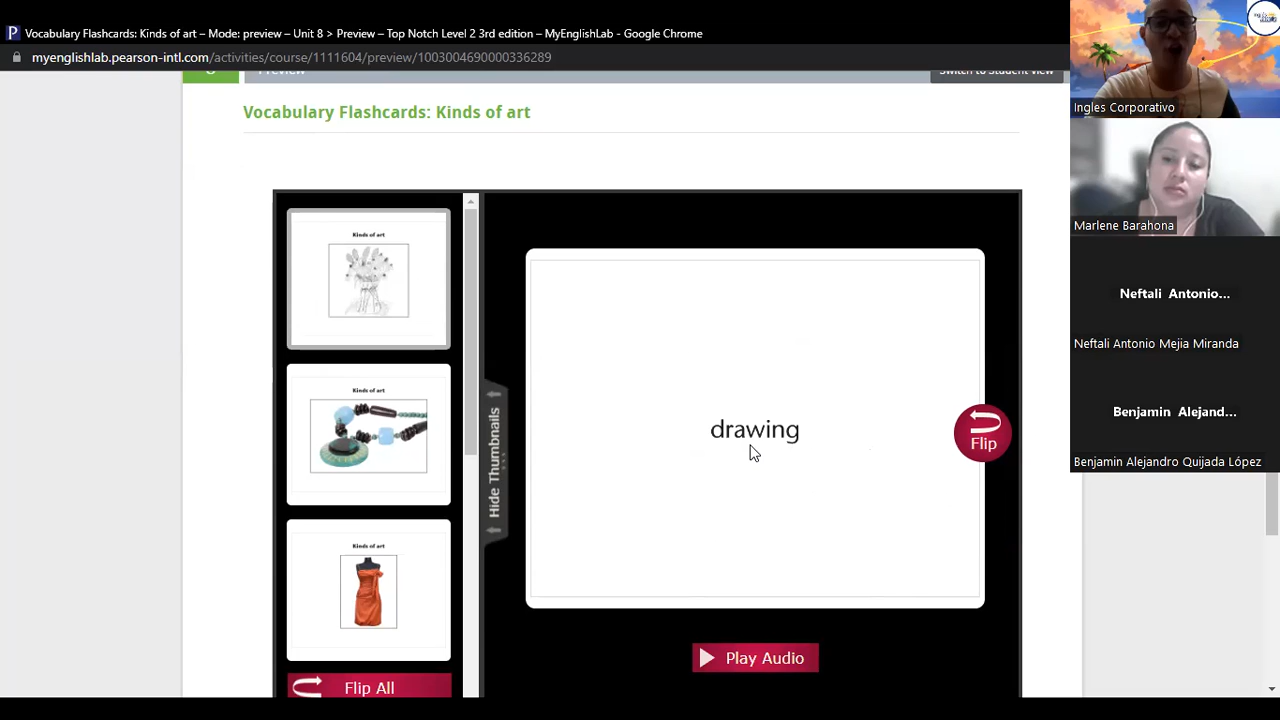 Vocabulary Flashcards: Kinds of art – Mode: preview – Unit 8 > Preview – Top Notch Level 2 3rd edition – MyEnglishLab - Google Chrome
myenglishlab.pearson-intl.com/activities/course/1111604/preview/1003004690000336289
Preview
Switch to Student View
Vocabulary Flashcards: Kinds of art
Kinds of art
Kinds of art
Kinds of art
Flip All
Hide Thumbnails
drawing
Flip
Play Audio
Ingles Corporativo
Marlene Barahona
Neftali Antonio...
Neftali Antonio Mejia Miranda
Benjamin Alejand...
Benjamin Alejandro Quijada López